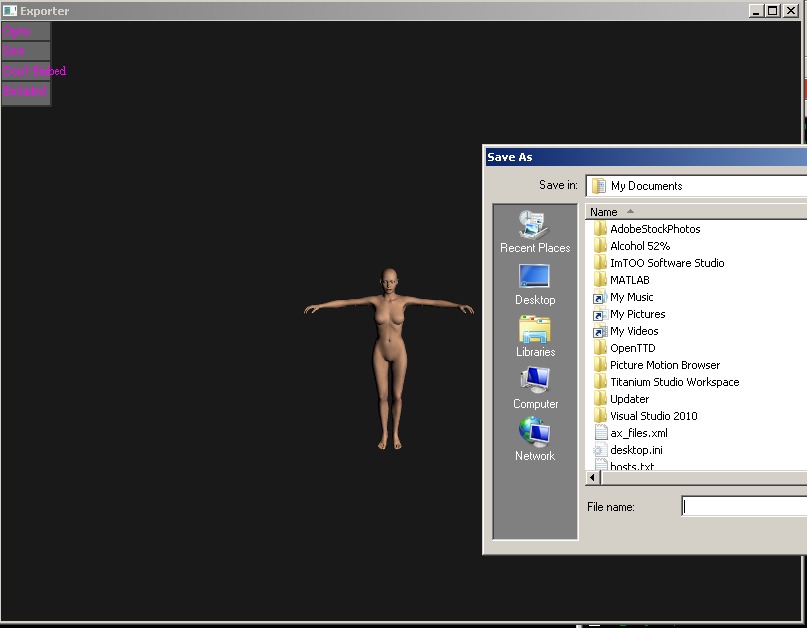 Exporter
Open
Save
Don't Embed
Save As
Save in:
My Documents
Name
Recent Places
Desktop
Libraries
Computer
Network
AdobeStockPhotos
Alcohol 52%
ImTOO Software Studio
MATLAB
My Music
My Pictures
My Videos
OpenTTD
Picture Motion Browser
Titanium Studio Workspace
Updater
Visual Studio 2010
ax_files.xml
desktop.ini
hosts.txt
File name: